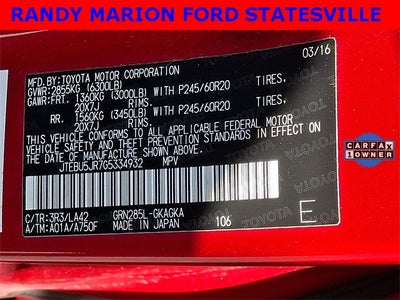 RANDY MARION FORD STATESVILLE
03/16
MFD. BY: TOYOTA MOTOR CORPORATION
GVWR: 2855KG (6300LB)
GAWR: FRT. 1360KG (3000LB) WITH P245/60R20 TIRES.
20X7J RIMS.
RR. 1560KG (3450LB) WITH P245/60R20 TIRES.
20X7J RIMS.
THIS VEHICLE CONFORMS TO ALL APPLICABLE FEDERAL MOTOR
VEHICLE SAFETY AND THEFT PREVENTION STANDARDS IN
EFFECT ON THE DATE OF MANUFACTURE SHOWN ABOVE.
JTEBU5JR7G5334932 MPV
C/TR: 3R3/LA42 GRN285L-GKAGKA
A/TM: A01A/A750F MADE IN JAPAN 106
E
CARFAX
1 OWNER